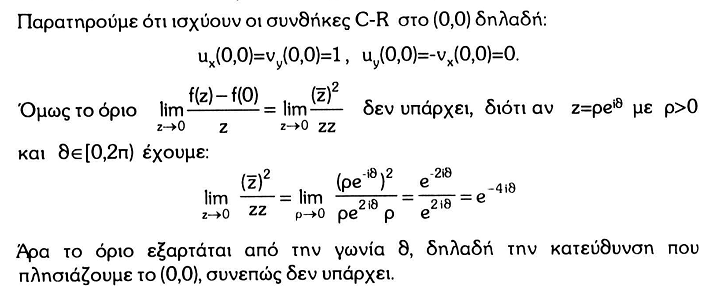 Παρατηρούμε ότι ισχύουν οι συνθήκες C-R στο (0,0) δηλαδή:
uₓ(0,0)=v_y(0,0)=1 , u_y(0,0)=-vₓ(0,0)=0.
Όμως το όριο lim_{z→0} (f(z) – f(0))/z = lim_{z→0} (z̄)²/zz δεν υπάρχει, διότι αν z=ρe^{iϑ} με ρ>0
και ϑ∈[0,2π) έχουμε:
lim_{z→0} (z̄)²/zz = lim_{ρ→0} (ρe^{-iϑ})²/(ρe^{2iϑ} ρ) = e^{-2iϑ}/e^{2iϑ} = e^{-4iϑ}
Άρα το όριο εξαρτάται από την γωνία ϑ, δηλαδή την κατεύθυνση που
πλησιάζουμε το (0,0), συνεπώς δεν υπάρχει.